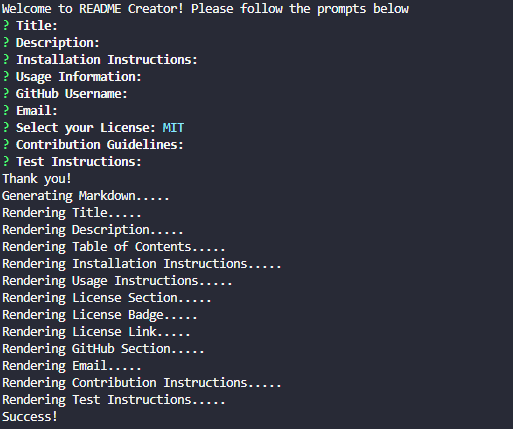 Welcome to README Creator! Please follow the prompts below
? Title:
? Description:
? Installation Instructions:
? Usage Information:
? GitHub Username:
? Email:
? Select your License: MIT
? Contribution Guidelines:
? Test Instructions:
Thank you!
Generating Markdown.....
Rendering Title.....
Rendering Description.....
Rendering Table of Contents.....
Rendering Installation Instructions.....
Rendering Usage Instructions.....
Rendering License Section.....
Rendering License Badge.....
Rendering License Link.....
Rendering GitHub Section.....
Rendering Email.....
Rendering Contribution Instructions.....
Rendering Test Instructions.....
Success!